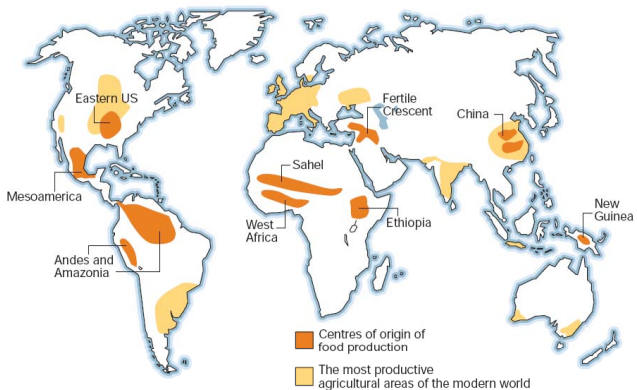 Eastern US
Fertile
Crescent
China
Sahel
Mesoamerica
New
Guinea
West
Africa
Ethiopia
Andes and
Amazonia
Centres of origin of
food production
The most productive
agricultural areas of the modern world